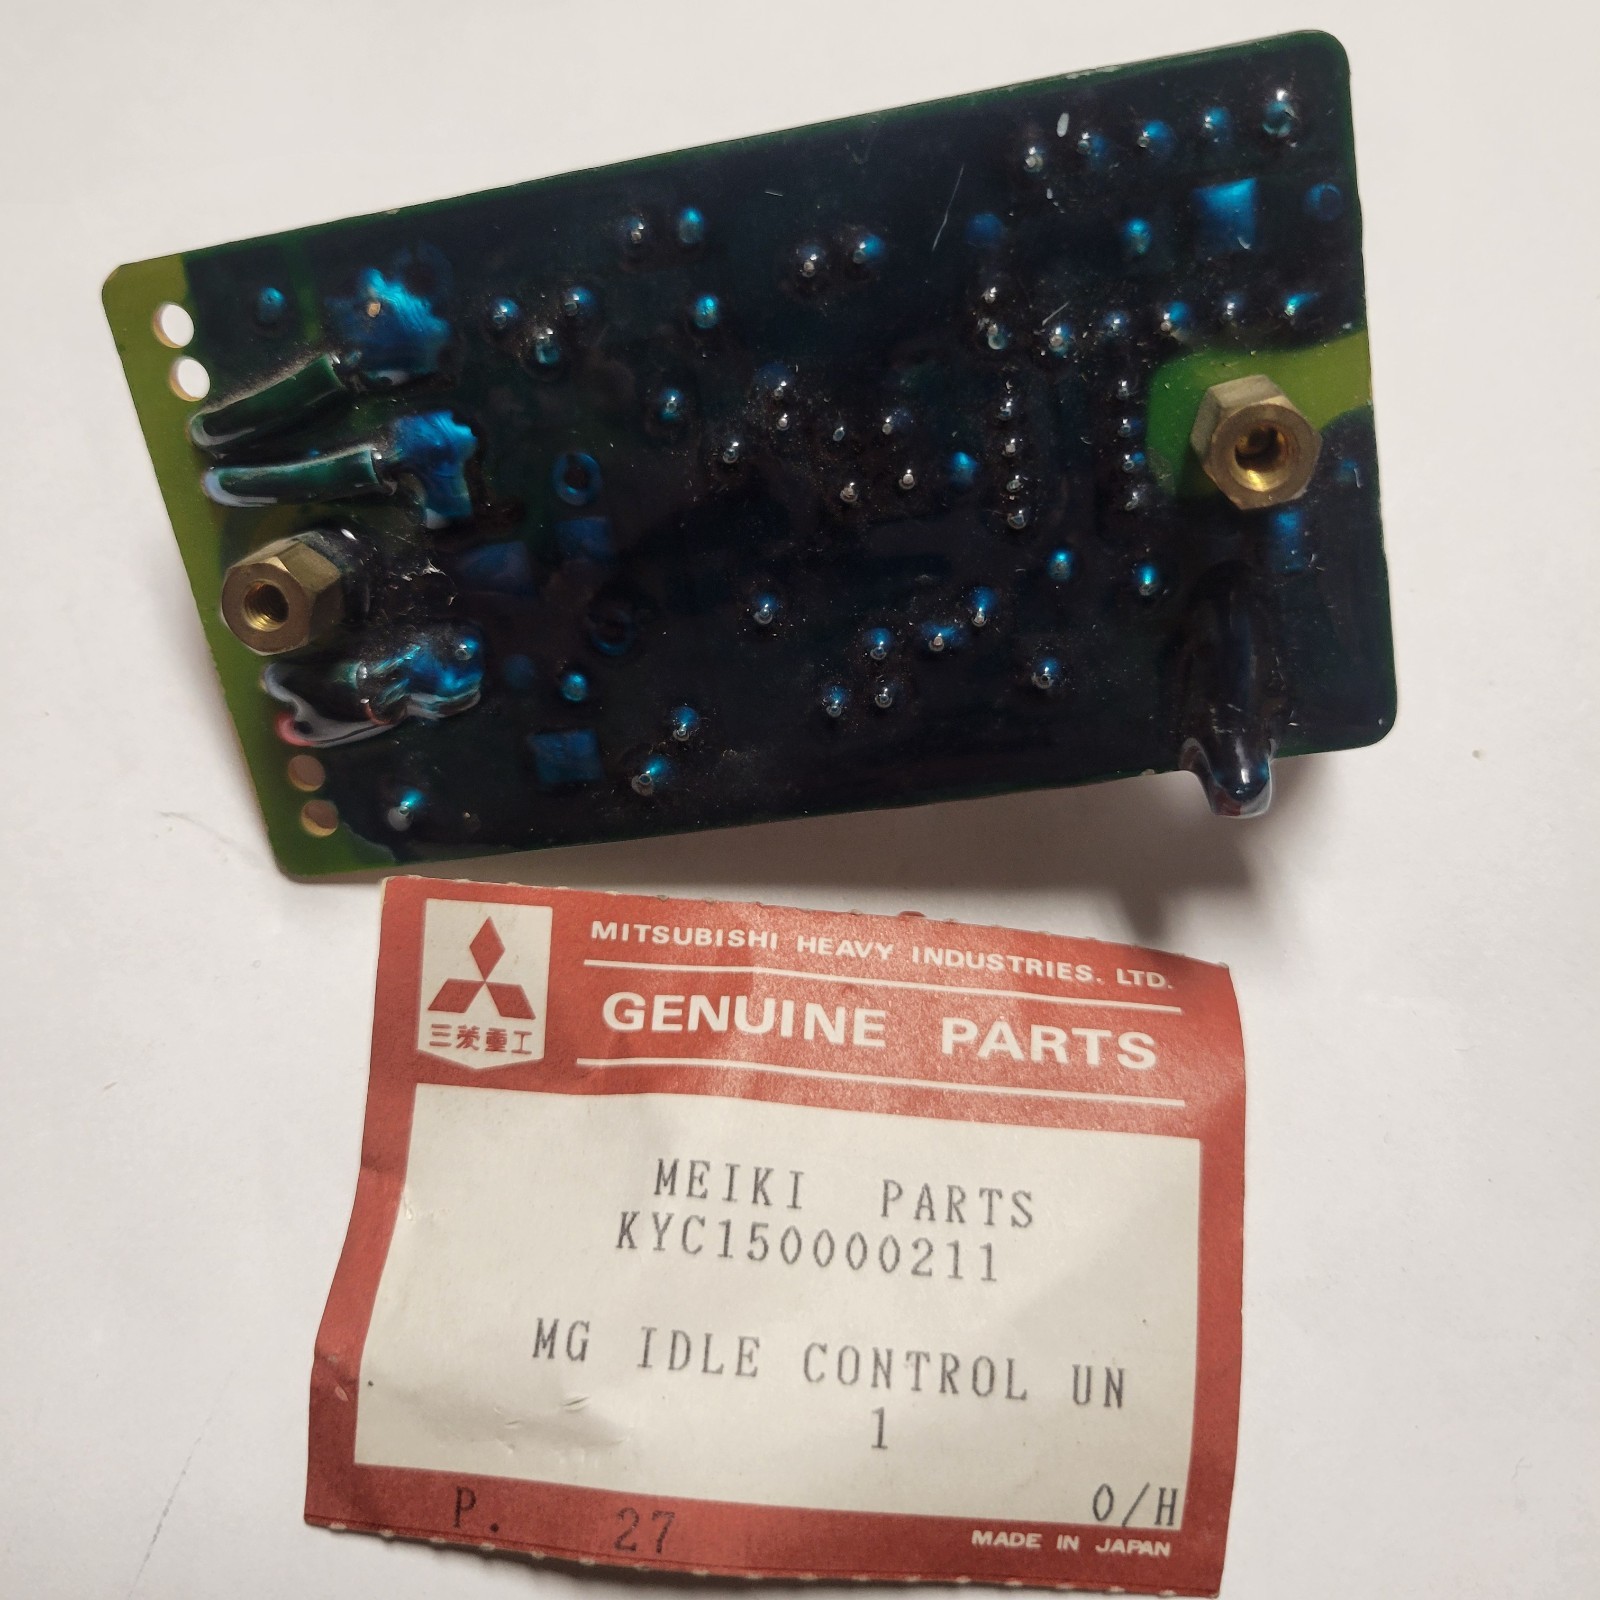 MITSUBISHI HEAVY INDUSTRIES. LTD.
GENUINE PARTS
三菱重工
MEIKI PARTS
KYC150000211
MG IDLE CONTROL UN
1
O/H
P. 27
MADE IN JAPAN